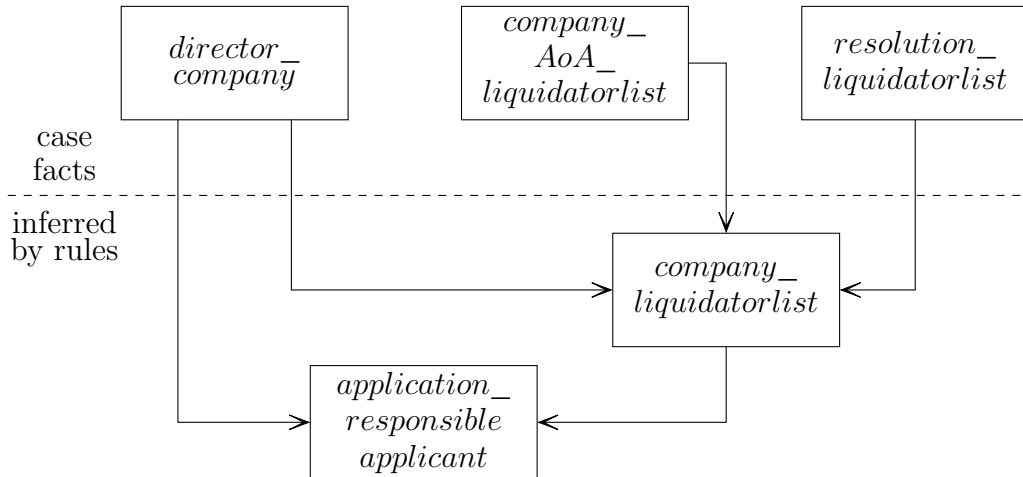 director_
company
company_
AoA_
liquidatorlist
resolution_
liquidatorlist
case
facts
inferred
by rules
company_
liquidatorlist
application_
responsible
applicant